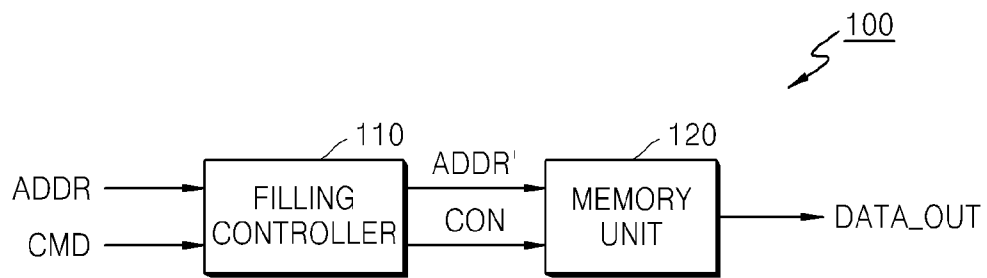 100
110
120
ADDR
CMD
FILLING
CONTROLLER
ADDR'
CON
MEMORY
UNIT
DATA_OUT